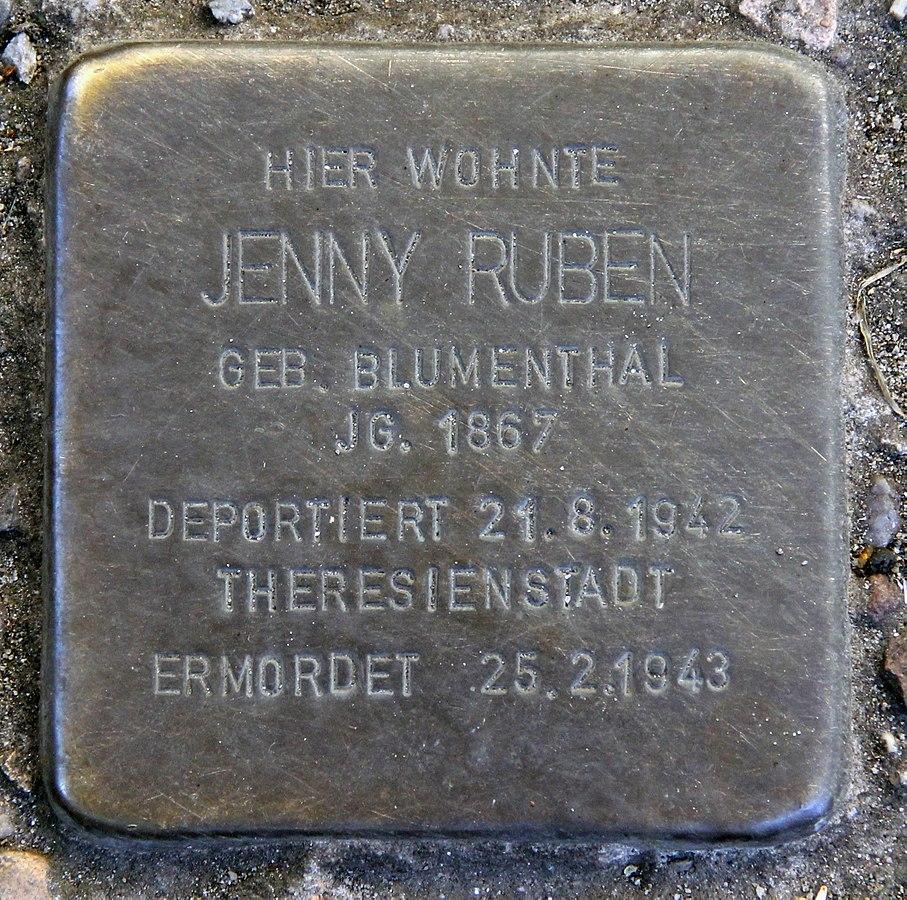 HIER WOHNTE
JENNY RUBEN
GEB. BLUMENTHAL
JG. 1867
DEPORTIERT 21.8.1942
THERESIENSTADT
ERMORDET 25.2.1943